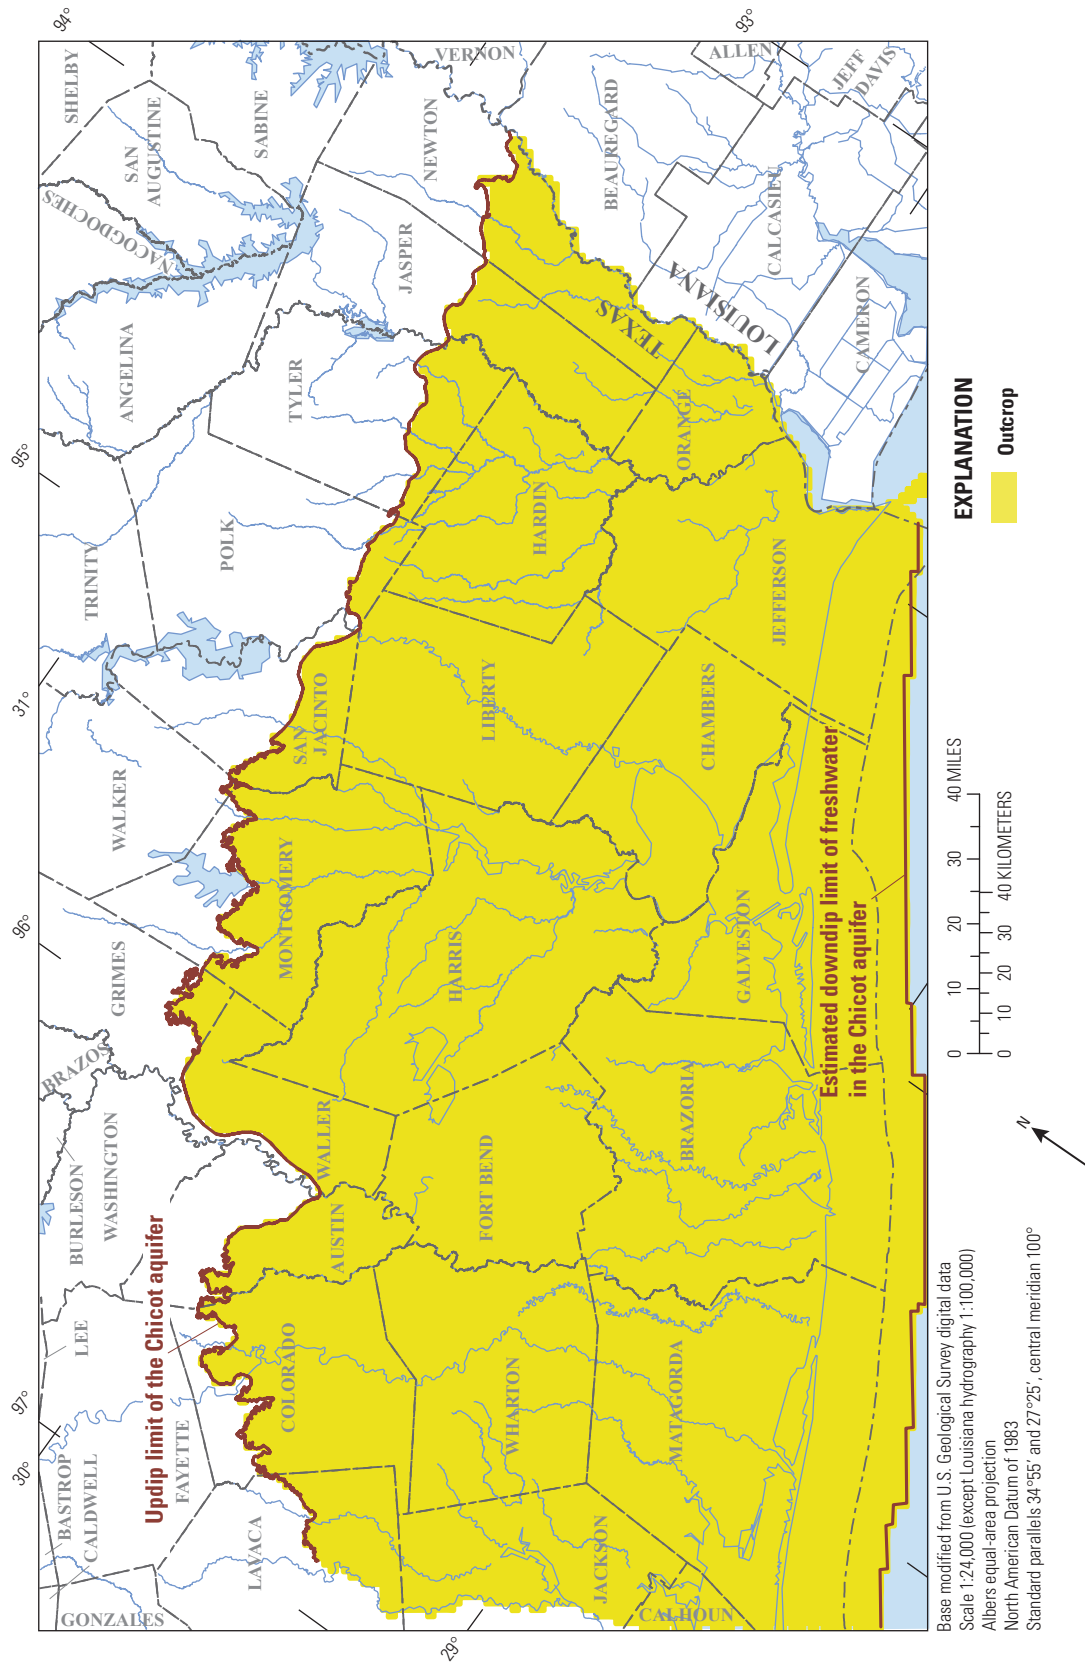 94°
93°
95°
31°
96°
97°
30°
29°
SHELBY
SAN
AUGUSTINE
SABINE
VERNON
ALLEN
JEFF
DAVIS
NACOGDOCHES
NEWTON
BEAUREGARD
CALCASIEU
JASPER
LOUISIANA
TEXAS
CAMERON
ANGELINA
TYLER
ORANGE
TRINITY
POLK
HARDIN
JEFFERSON
SAN
JACINTO
LIBERTY
CHAMBERS
WALKER
MONTGOMERY
HARRIS
GALVESTON
GRIMES
BRAZOS
WASHINGTON
BURLESON
WALLER
AUSTIN
FORT BEND
BRAZORIA
LEE
COLORADO
WHARTON
MATAGORDA
BASTROP
CALDWELL
FAYETTE
LAVACA
JACKSON
GONZALES
CALHOUN
Updip limit of the Chicot aquifer
Estimated downdip limit of freshwater
in the Chicot aquifer
EXPLANATION
Outcrop
0 10 20 30 40 MILES
0 10 20 30 40 KILOMETERS
N
Base modified from U.S. Geological Survey digital data
Scale 1:24,000 (except Louisiana hydrography 1:100,000)
Albers equal-area projection
North American Datum of 1983
Standard parallels 34°55' and 27°25', central meridian 100°